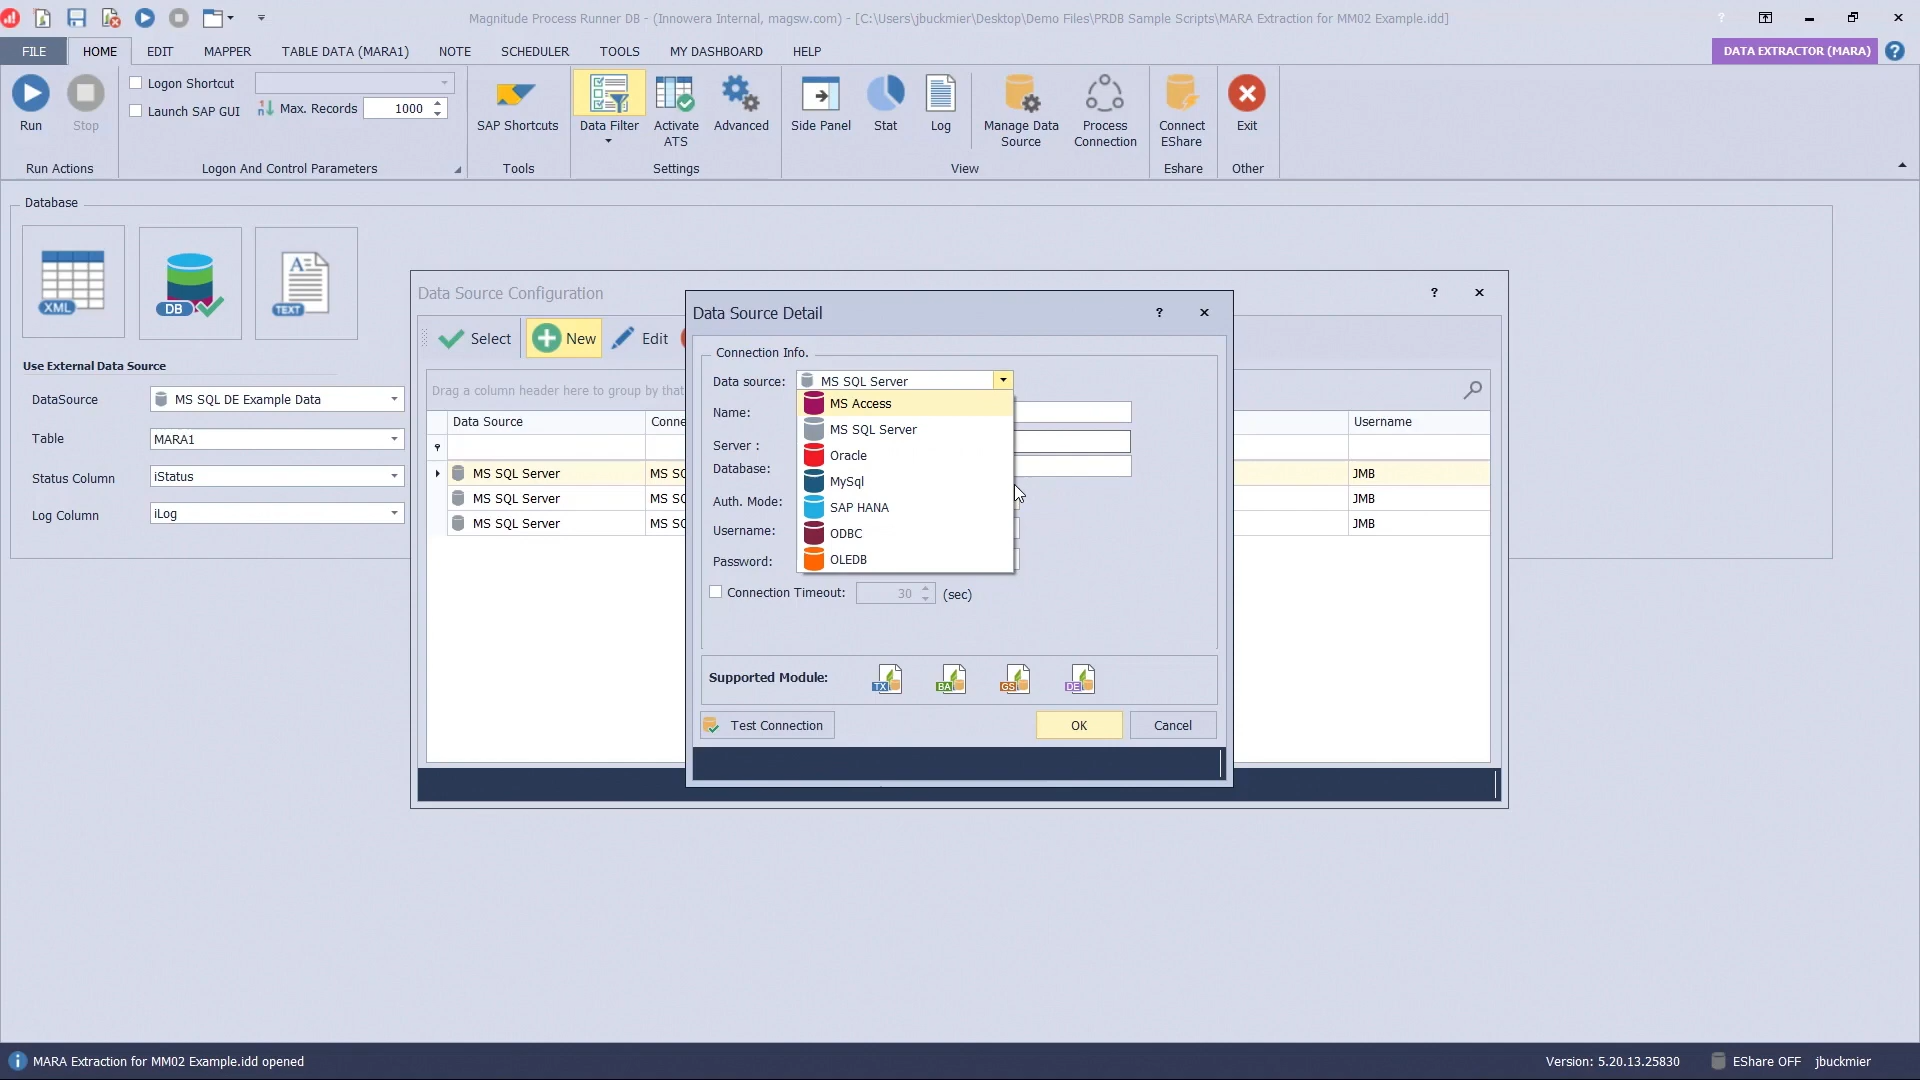 Magnitude Process Runner DB - (Innowera Internal, magsw.com) - [C:\Users\jbuckmier\Desktop\Demo Files\PRDB Sample Scripts\MARA Extraction for MM02 Example.idd]
FILE HOME EDIT MAPPER TABLE DATA (MARA1) NOTE SCHEDULER TOOLS MY DASHBOARD HELP DATA EXTRACTOR (MARA)
Logon Shortcut
Launch SAP GUI Max. Records 1000
Run Stop SAP Shortcuts Data Filter Activate ATS Advanced Side Panel Stat Log Manage Data Source Process Connection Connect EShare Exit
Run Actions Logon And Control Parameters Tools Settings View Eshare Other
Database
XML DB TEXT
Use External Data Source
DataSource MS SQL DE Example Data
Table MARA1
Status Column iStatus
Log Column iLog
Data Source Configuration
Select New Edit
Drag a column header here to group by that
Data Source Conne Username
MS SQL Server MS SQ JMB
MS SQL Server MS SQ JMB
MS SQL Server MS SQ JMB
Data Source Detail
Connection Info.
Data source: MS SQL Server
Name:
Server :
Database:
Auth. Mode:
Username:
Password:
MS Access
MS SQL Server
Oracle
MySql
SAP HANA
ODBC
OLEDB
Connection Timeout: 30 (sec)
Supported Module: TX BA GS DE
Test Connection OK Cancel
MARA Extraction for MM02 Example.idd opened Version: 5.20.13.25830 EShare OFF jbuckmier